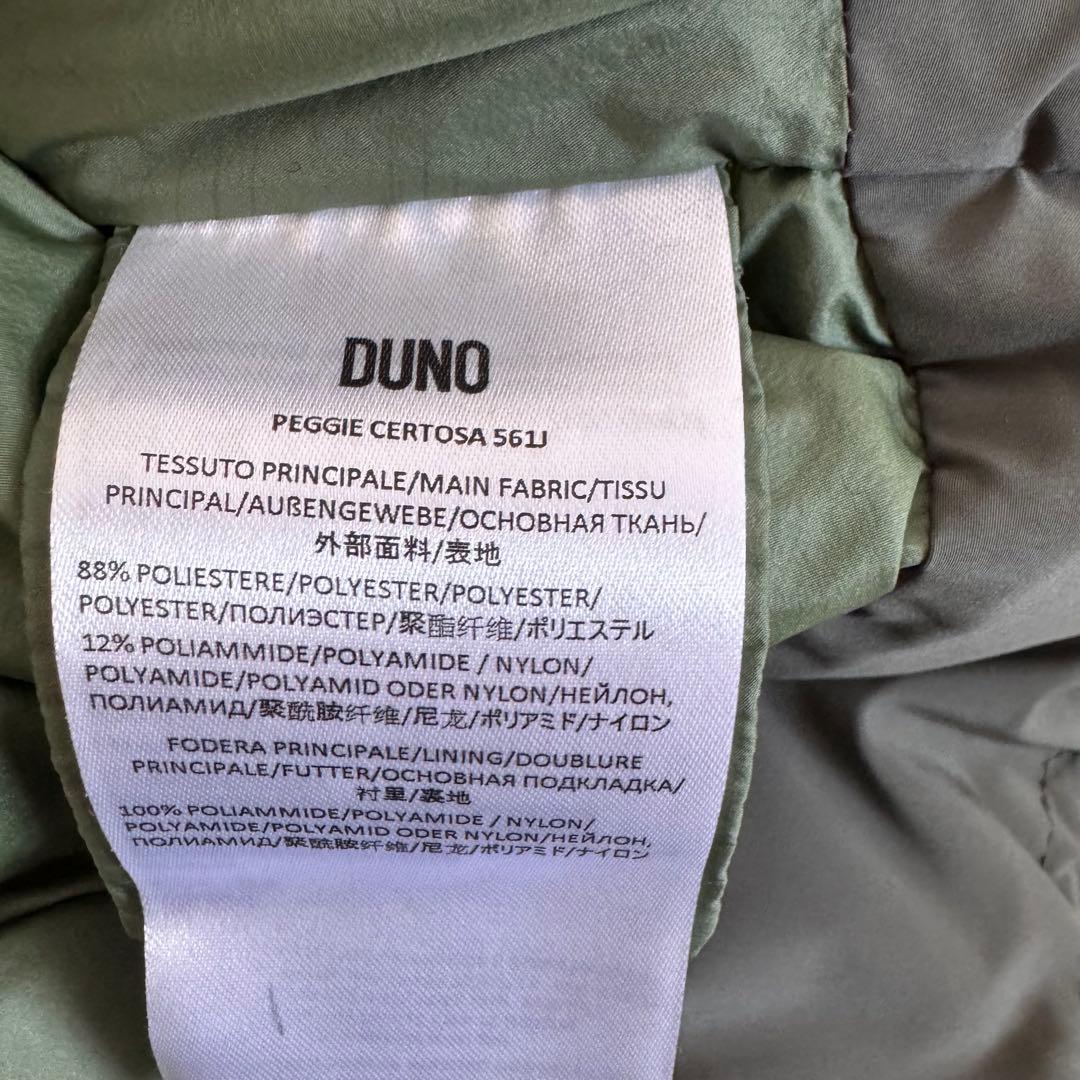 DUNO
PEGGIE CERTOSA 561J
TESSUTO PRINCIPALE/MAIN FABRIC/TISSU
PRINCIPAL/AUßENGEWEBE/ОСНОВНАЯ ТКАНЬ/
外部面料/表地
88% POLIESTERE/POLYESTER/POLYESTER/
POLYESTER/ПОЛИЭСТЕР/聚酯纤维/ポリエステル
12% POLIAMMIDE/POLYAMIDE / NYLON/
POLYAMIDE/POLYAMID ODER NYLON/НЕЙЛОН,
ПОЛИАМИД/聚酰胺纤维/尼龙/ポリアミド/ナイロン
FODERA PRINCIPALE/LINING/DOUBLURE
PRINCIPALE/FUTTER/ОСНОВНАЯ ПОДКЛАДКА/
衬里/裏地
100% POLIAMMIDE/POLYAMIDE / NYLON/
POLYAMIDE/POLYAMID ODER NYLON/НЕЙЛОН,
ПОЛИАМИД/聚酰胺纤维/尼龙/ポリアミド/ナイロン